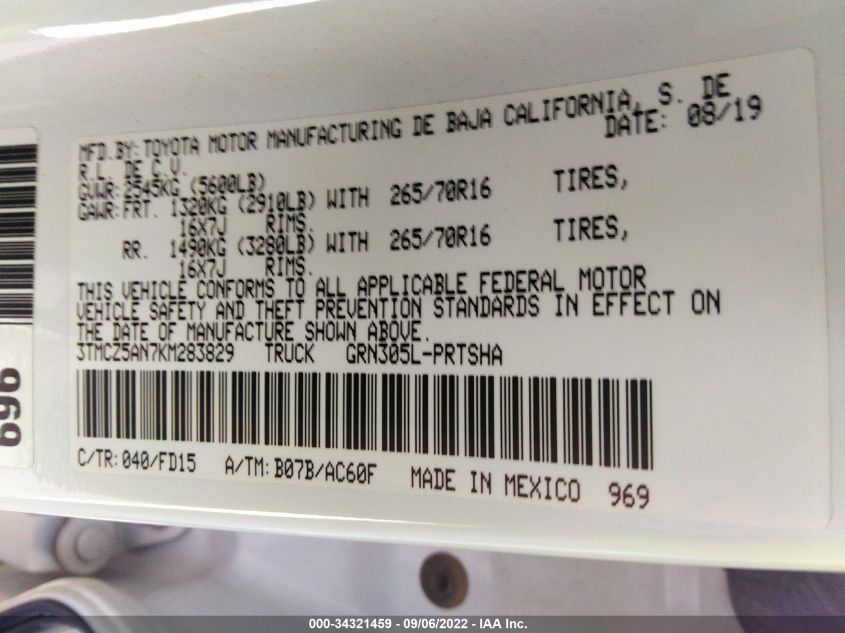 MFD.BY: TOYOTA MOTOR MANUFACTURING DE BAJA CALIFORNIA, S. DE
R.L. DE C.V. DATE: 08/19
GVWR: 2545KG (5600LB)
GAWR: FRT. 1320KG (2910LB) WITH 265/70R16 TIRES,
16X7J RIMS.
RR. 1490KG (3280LB) WITH 265/70R16 TIRES,
16X7J RIMS.
THIS VEHICLE CONFORMS TO ALL APPLICABLE FEDERAL MOTOR
VEHICLE SAFETY AND THEFT PREVENTION STANDARDS IN EFFECT ON
THE DATE OF MANUFACTURE SHOWN ABOVE.
3TMCZ5AN7KM283829 TRUCK GRN305L-PRTSHA
C/TR: 040/FD15 A/TM: B07B/AC60F MADE IN MEXICO 969
969
000-34321459 - 09/06/2022 - IAA Inc.